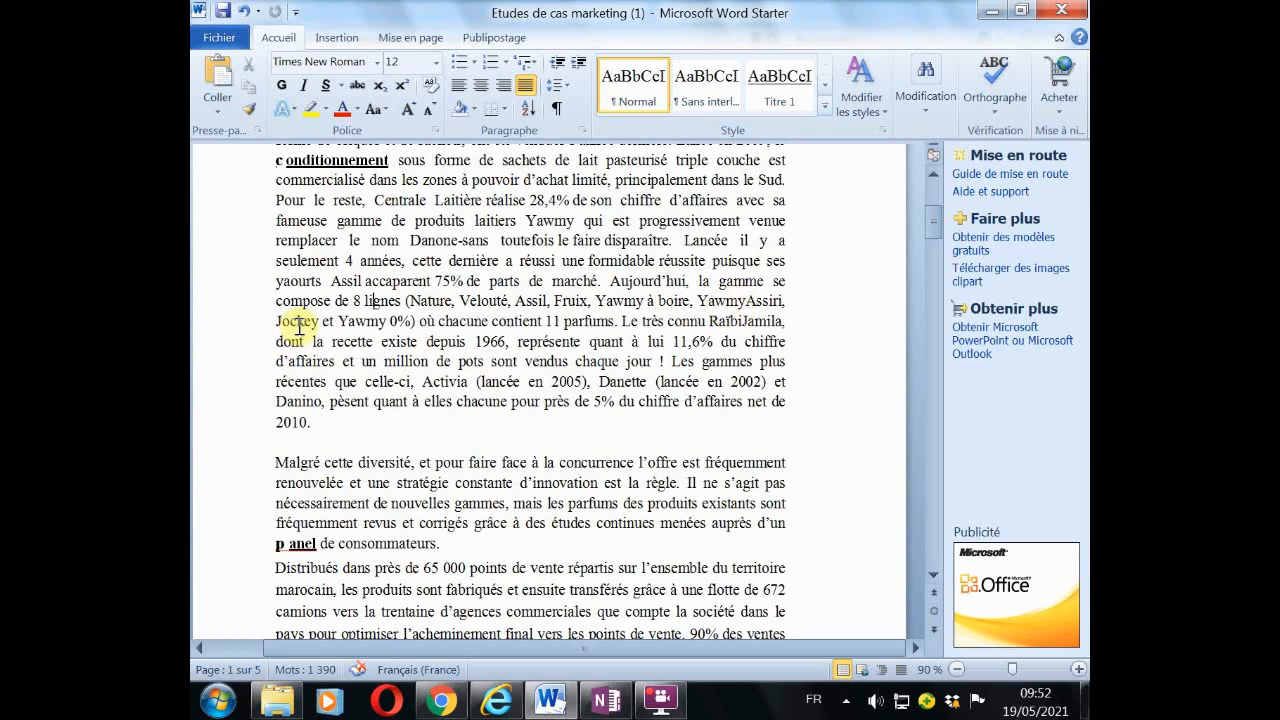 Etudes de cas marketing (1) - Microsoft Word Starter
Fichier Accueil Insertion Mise en page Publipostage
Times New Roman 12
AaBbCcI AaBbCcI AaBbCcI
¶ Normal ¶ Sans interl... Titre 1
Coller
Modifier les styles
Modification
ABC
Orthographe
Acheter
Presse-pa... Police Paragraphe Style Vérification Mise à ni...
c onditionnement sous forme de sachets de lait pasteurisé triple couche est
commercialisé dans les zones à pouvoir d’achat limité, principalement dans le Sud.
Pour le reste, Centrale Laitière réalise 28,4% de son chiffre d’affaires avec sa
fameuse gamme de produits laitiers Yawmy qui est progressivement venue
remplacer le nom Danone-sans toutefois le faire disparaître. Lancée il y a
seulement 4 années, cette dernière a réussi une formidable réussite puisque ses
yaourts Assil accaparent 75% de parts de marché. Aujourd’hui, la gamme se
compose de 8 lignes (Nature, Velouté, Assil, Fruix, Yawmy à boire, YawmyAssiri,
Jockey et Yawmy 0%) où chacune contient 11 parfums. Le très connu RaïbiJamila,
dont la recette existe depuis 1966, représente quant à lui 11,6% du chiffre
d’affaires et un million de pots sont vendus chaque jour ! Les gammes plus
récentes que celle-ci, Activia (lancée en 2005), Danette (lancée en 2002) et
Danino, pèsent quant à elles chacune pour près de 5% du chiffre d’affaires net de
2010.
Malgré cette diversité, et pour faire face à la concurrence l’offre est fréquemment
renouvelée et une stratégie constante d’innovation est la règle. Il ne s’agit pas
nécessairement de nouvelles gammes, mais les parfums des produits existants sont
fréquemment revus et corrigés grâce à des études continues menées auprès d’un
p anel de consommateurs.
Distribués dans près de 65 000 points de vente répartis sur l’ensemble du territoire
marocain, les produits sont fabriqués et ensuite transférés grâce à une flotte de 672
camions vers la trentaine d’agences commerciales que compte la société dans le
pays pour optimiser l’acheminement final vers les points de vente. 90% des ventes
Mise en route
Guide de mise en route
Aide et support
Faire plus
Obtenir des modèles
gratuits
Télécharger des images
clipart
Obtenir plus
Obtenir Microsoft
PowerPoint ou Microsoft
Outlook
Publicité
Microsoft
Office
Page : 1 sur 5 Mots : 1 390 Français (France) 90 %
FR 09:52
19/05/2021